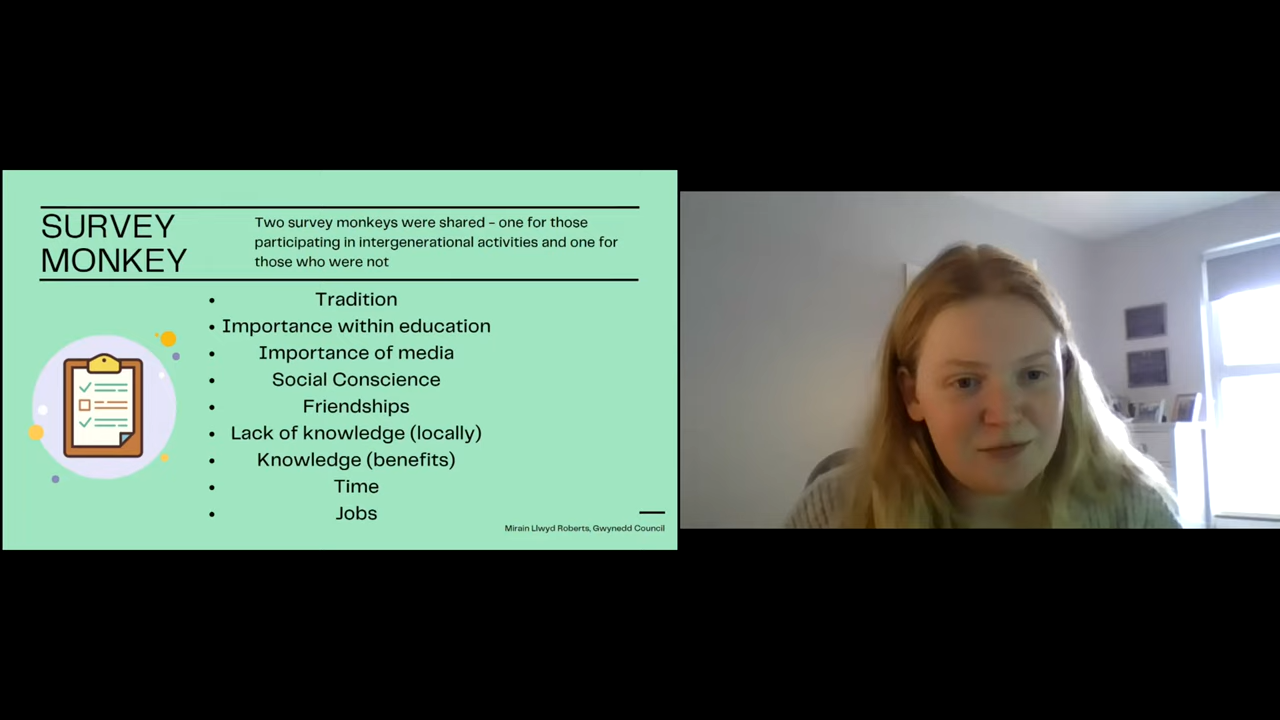 SURVEY
MONKEY
Two survey monkeys were shared - one for those
participating in intergenerational activities and one for
those who were not
• Tradition
• Importance within education
• Importance of media
• Social Conscience
• Friendships
• Lack of knowledge (locally)
• Knowledge (benefits)
• Time
• Jobs
Mirain Llwyd Roberts, Gwynedd Council